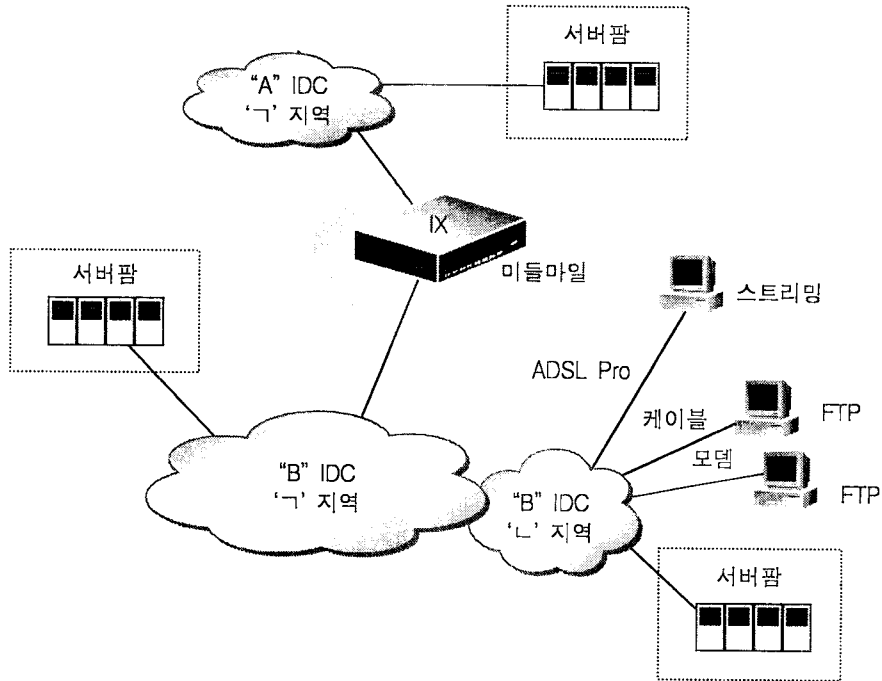 서버팜
“A” IDC
‘ㄱ’ 지역
IX
미들마일
서버팜
스트리밍
ADSL Pro
케이블
FTP
모뎀
FTP
“B” IDC
‘ㄱ’ 지역
“B” IDC
‘ㄴ’ 지역
서버팜